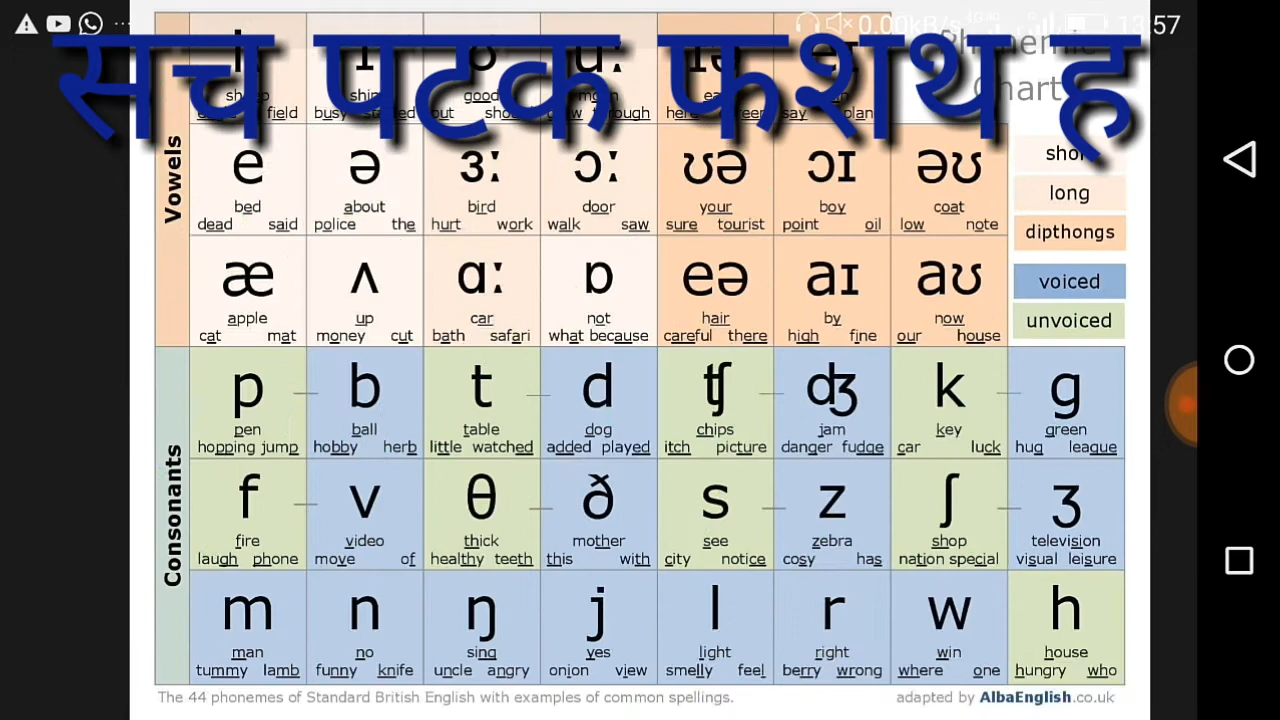 0.00kB/s 13:57
सच पटक फशथ ह
Chart
field
Vowels
e ə ɜː ɔː ʊə ɔɪ əʊ
short
bed about bird door your boy coat
long
dead said police the hurt work walk saw sure tourist point oil low note
dipthongs
æ ʌ ɑː ɒ eə aɪ aʊ
voiced
apple up car not hair by now
unvoiced
cat mat money cut bath safari what because careful there high fine our house
Consonants
p b t d ʧ ʤ k g
pen ball table dog chips jam key green
hopping jump hobby herb little watched added played itch picture danger fudge car luck hug league
f v θ ð s z ʃ ʒ
fire video thick mother see zebra shop television
laugh phone move of healthy teeth this with city notice cosy has nation special visual leisure
m n ŋ j l r w h
man no sing yes light right win house
tummy lamb funny knife uncle angry onion view smelly feel berry wrong where one hungry who
The 44 phonemes of Standard British English with examples of common spellings. adapted by AlbaEnglish.co.uk